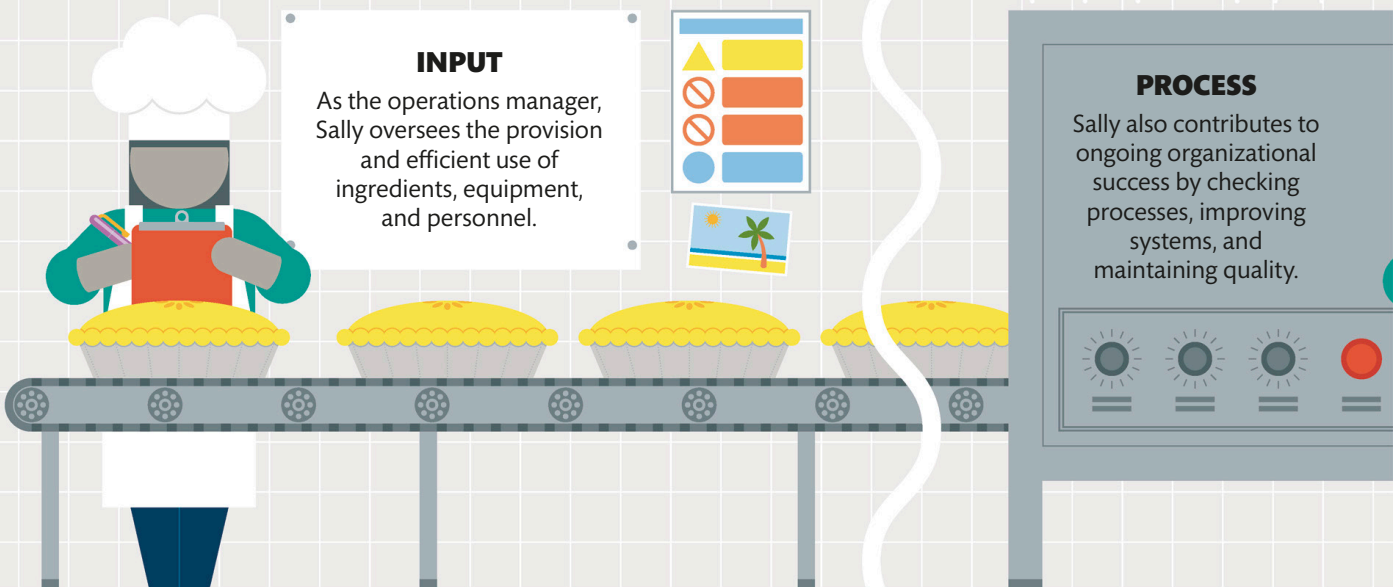 INPUT
As the operations manager,
Sally oversees the provision
and efficient use of
ingredients, equipment,
and personnel.
PROCESS
Sally also contributes to
ongoing organizational
success by checking
processes, improving
systems, and
maintaining quality.